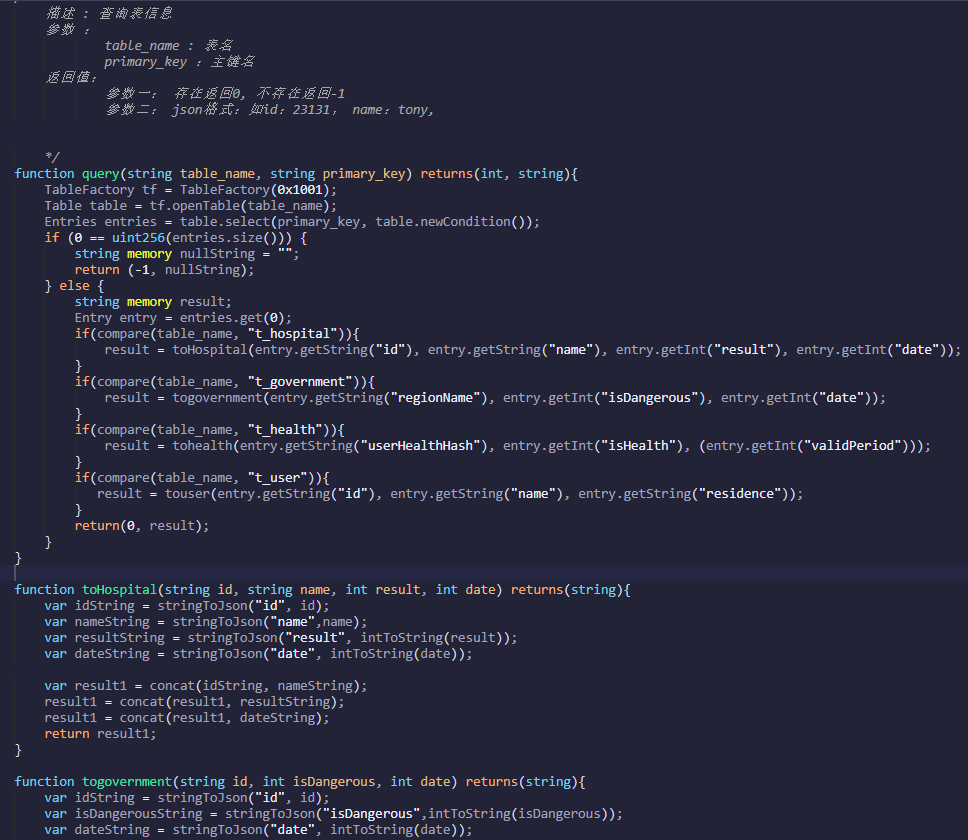 描述 : 查询表信息
参数 :
table_name : 表名
primary_key : 主键名
返回值:
参数一: 存在返回0, 不存在返回-1
参数二: json格式; 如id: 23131, name: tony,
*/
function query(string table_name, string primary_key) returns(int, string){
TableFactory tf = TableFactory(0x1001);
Table table = tf.openTable(table_name);
Entries entries = table.select(primary_key, table.newCondition());
if (0 == uint256(entries.size())) {
string memory nullString = "";
return (-1, nullString);
} else {
string memory result;
Entry entry = entries.get(0);
if(compare(table_name, "t_hospital")){
result = toHospital(entry.getString("id"), entry.getString("name"), entry.getInt("result"), entry.getInt("date"));
}
if(compare(table_name, "t_government")){
result = togovernment(entry.getString("regionName"), entry.getInt("isDangerous"), entry.getInt("date"));
}
if(compare(table_name, "t_health")){
result = tohealth(entry.getString("userHealthHash"), entry.getInt("isHealth"), (entry.getInt("validPeriod")));
}
if(compare(table_name, "t_user")){
result = touser(entry.getString("id"), entry.getString("name"), entry.getString("residence"));
}
return(0, result);
}
}
function toHospital(string id, string name, int result, int date) returns(string){
var idString = stringToJson("id", id);
var nameString = stringToJson("name",name);
var resultString = stringToJson("result", intToString(result));
var dateString = stringToJson("date", intToString(date));
var result1 = concat(idString, nameString);
result1 = concat(result1, resultString);
result1 = concat(result1, dateString);
return result1;
}
function togovernment(string id, int isDangerous, int date) returns(string){
var idString = stringToJson("id", id);
var isDangerousString = stringToJson("isDangerous",intToString(isDangerous));
var dateString = stringToJson("date", intToString(date));